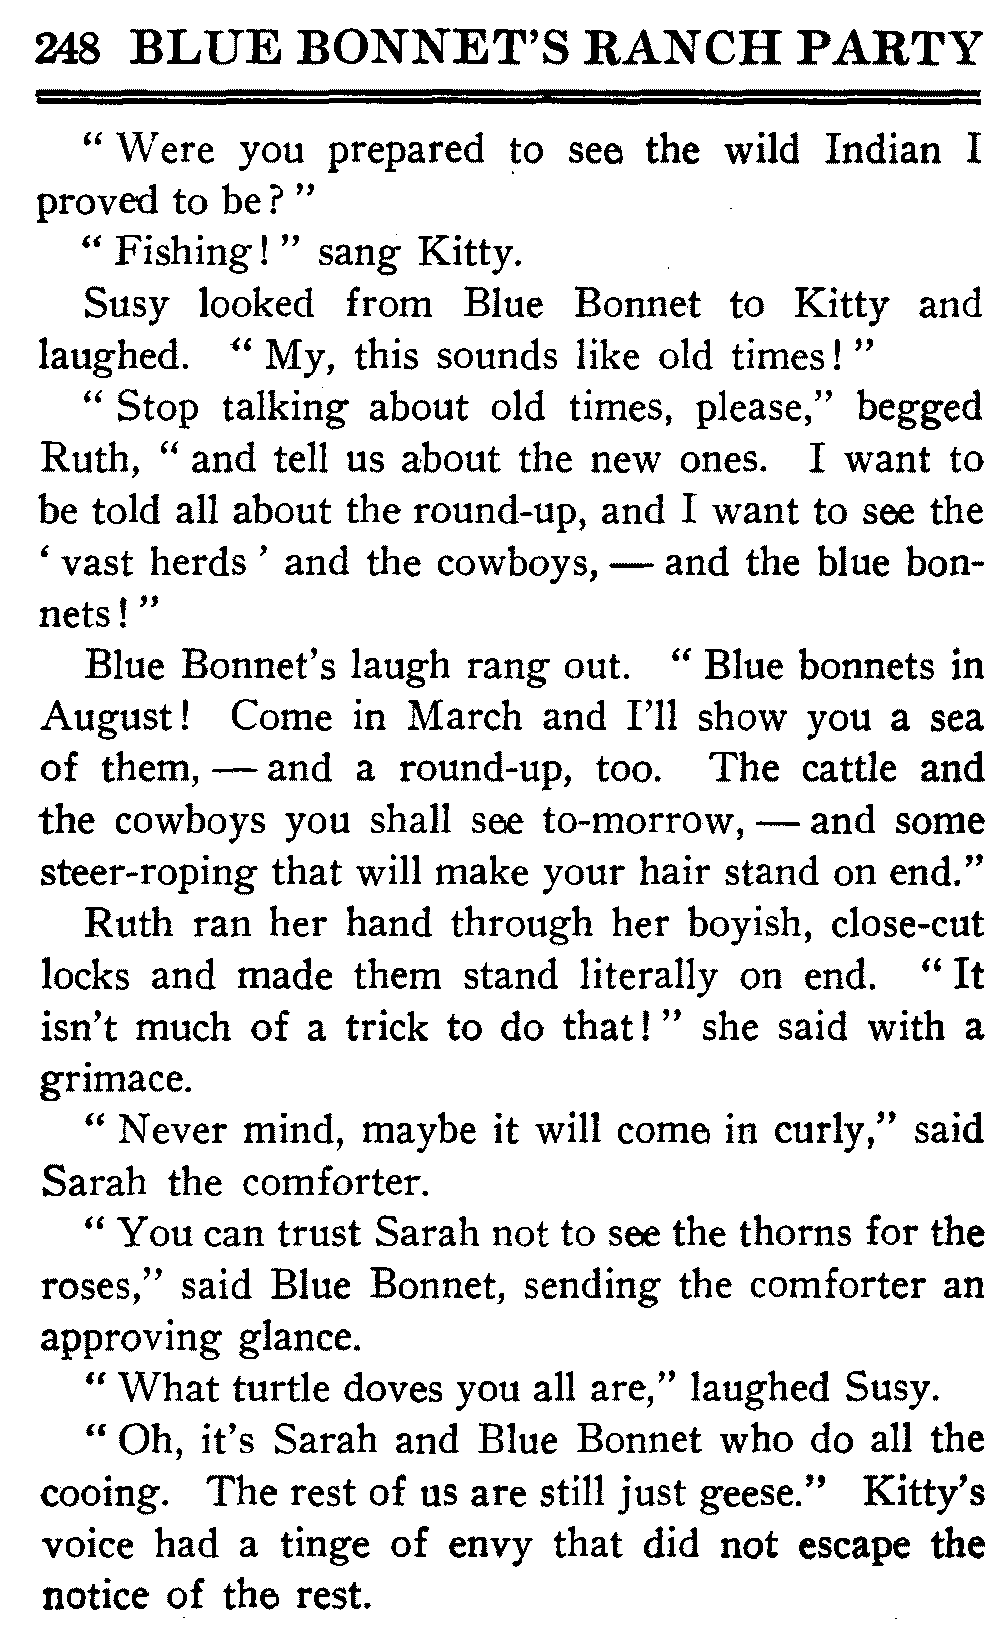 248 BLUE BONNET'S RANCH PARTY
" Were you prepared to see the wild Indian I
proved to be? "
" Fishing! " sang Kitty.
Susy looked from Blue Bonnet to Kitty and
laughed. " My, this sounds like old times! "
" Stop talking about old times, please," begged
Ruth, " and tell us about the new ones. I want to
be told all about the round-up, and I want to see the
' vast herds ' and the cowboys, — and the blue bon-
nets! "
Blue Bonnet's laugh rang out. " Blue bonnets in
August! Come in March and I'll show you a sea
of them, — and a round-up, too. The cattle and
the cowboys you shall see to-morrow, — and some
steer-roping that will make your hair stand on end."
Ruth ran her hand through her boyish, close-cut
locks and made them stand literally on end. " It
isn't much of a trick to do that! " she said with a
grimace.
" Never mind, maybe it will come in curly," said
Sarah the comforter.
" You can trust Sarah not to see the thorns for the
roses," said Blue Bonnet, sending the comforter an
approving glance.
" What turtle doves you all are," laughed Susy.
" Oh, it's Sarah and Blue Bonnet who do all the
cooing. The rest of us are still just geese." Kitty's
voice had a tinge of envy that did not escape the
notice of the rest.